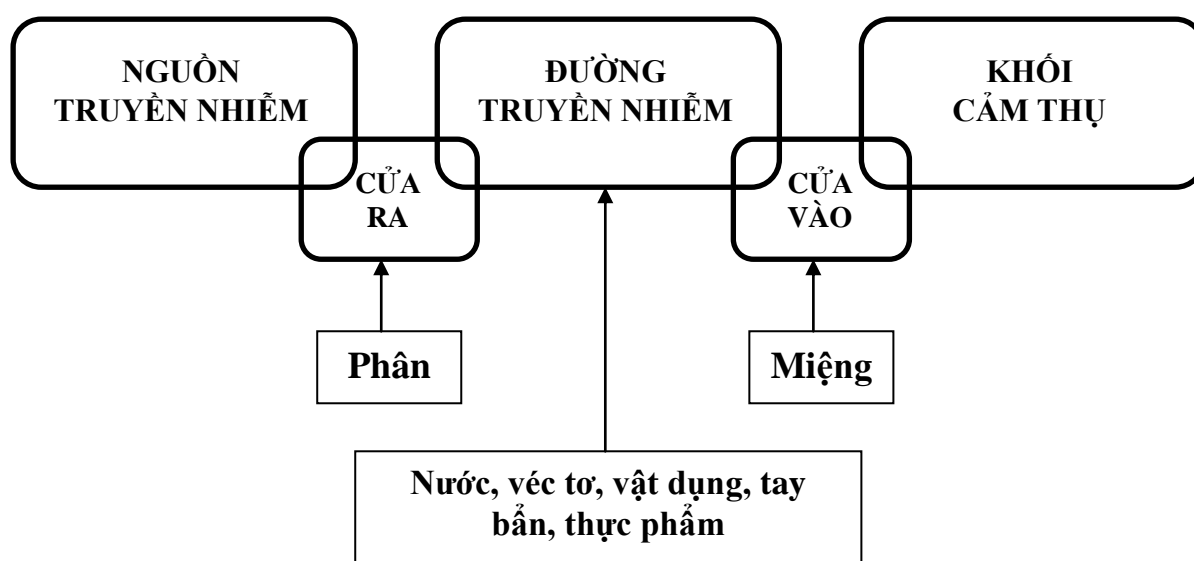 NGUỒN
TRUYỀN NHIỄM
ĐƯỜNG
TRUYỀN NHIỄM
KHỐI
CẢM THỤ
CỬA
RA
CỬA
VÀO
Phân
Miệng
Nước, véc tơ, vật dụng, tay
bẩn, thực phẩm